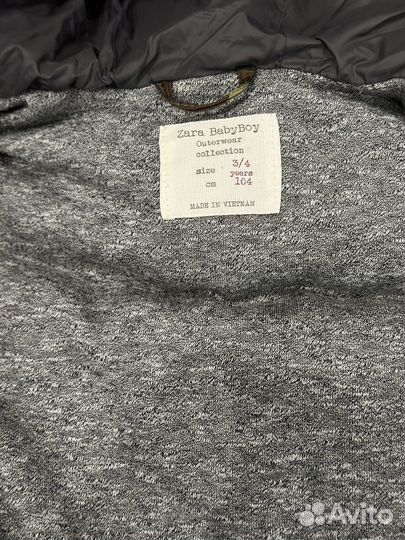 Zara BabyBoy
Outerwear
collection
size 3/4
years
cm 104
MADE IN VIETNAM
Avito